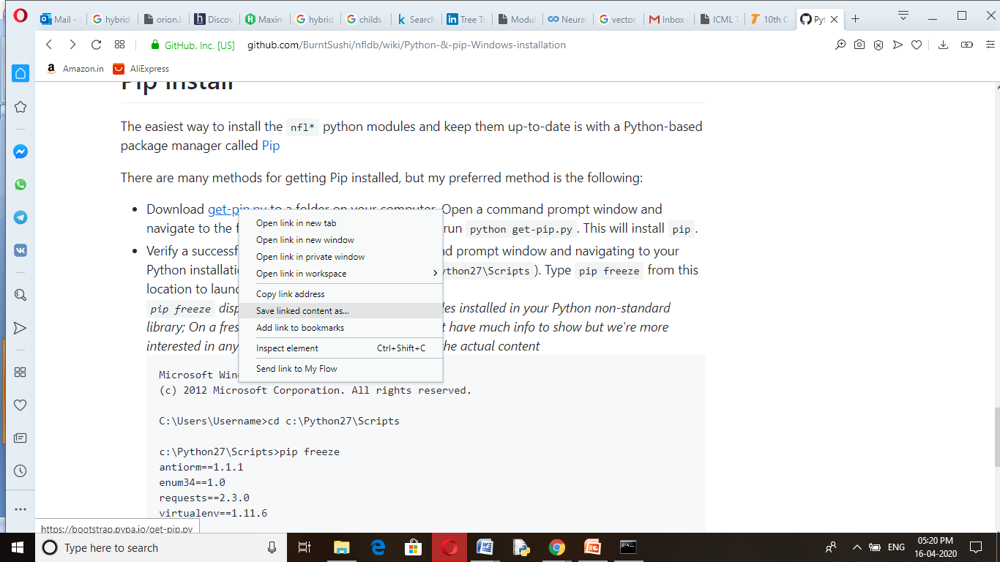 Mail -
hybrid
orion.le
Discov
Maxim
hybrid
childs
Search
Tree Tr
Modul
Neural
vector
Inbox
ICML T
10th C
Pyt
GitHub, Inc. [US]
github.com/BurntSushi/nfldb/wiki/Python-&-pip-Windows-installation
Amazon.in
AliExpress
Pip install
The easiest way to install the nfl* python modules and keep them up-to-date is with a Python-based
package manager called Pip
There are many methods for getting Pip installed, but my preferred method is the following:
Download get-pip.py to a folder on your computer. Open a command prompt window and
navigate to the f run python get-pip.py . This will install pip .
Verify a successf nd prompt window and navigating to your
Python installatio ython27\Scripts ). Type pip freeze from this
location to launc
pip freeze disp les installed in your Python non-standard
library; On a fres t have much info to show but we're more
interested in any the actual content
Open link in new tab
Open link in new window
Open link in private window
Open link in workspace
Copy link address
Save linked content as...
Add link to bookmarks
Inspect element Ctrl+Shift+C
Send link to My Flow
Microsoft Win
(c) 2012 Microsoft Corporation. All rights reserved.
C:\Users\Username>cd c:\Python27\Scripts
c:\Python27\Scripts>pip freeze
antiorm==1.1.1
enum34==1.0
requests==2.3.0
virtualenv==1.11.6
https://bootstrap.pypa.io/get-pip.py
Type here to search
ENG
05:20 PM
16-04-2020